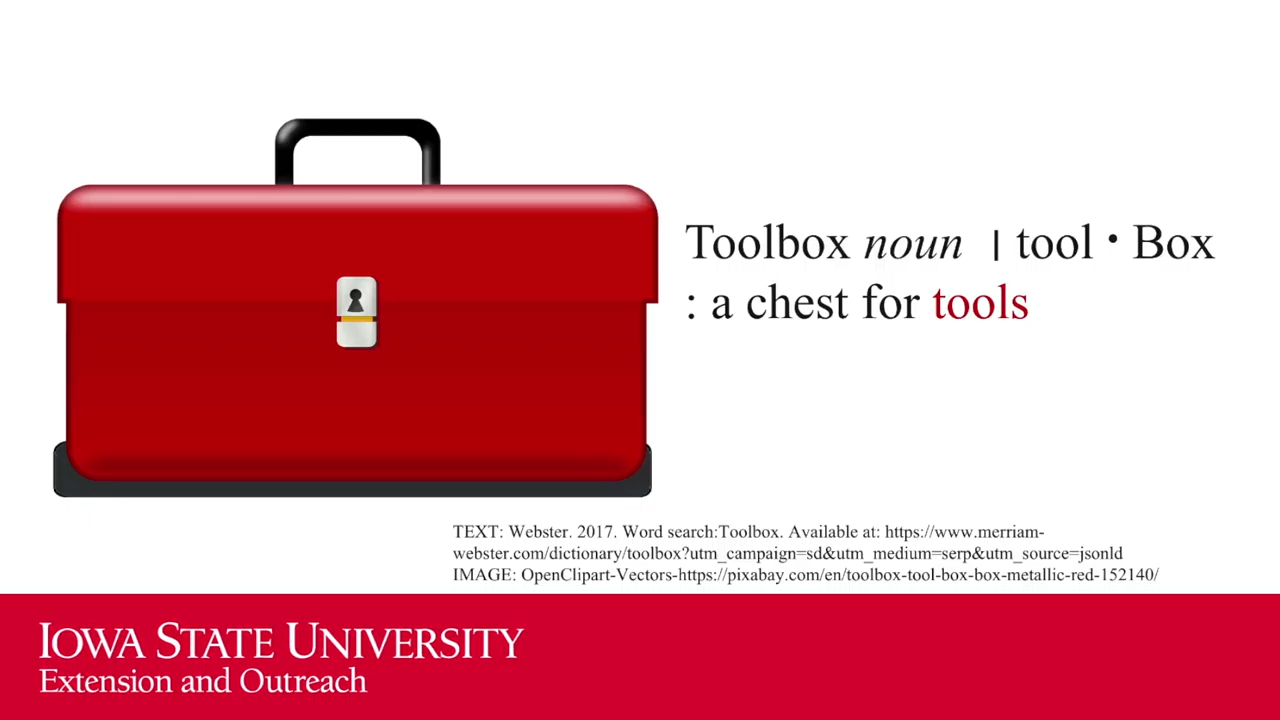 Toolbox noun | tool • Box
: a chest for tools
TEXT: Webster. 2017. Word search:Toolbox. Available at: https://www.merriam-
webster.com/dictionary/toolbox?utm_campaign=sd&utm_medium=serp&utm_source=jsonld
IMAGE: OpenClipart-Vectors-https://pixabay.com/en/toolbox-tool-box-box-metallic-red-152140/
IOWA STATE UNIVERSITY
Extension and Outreach